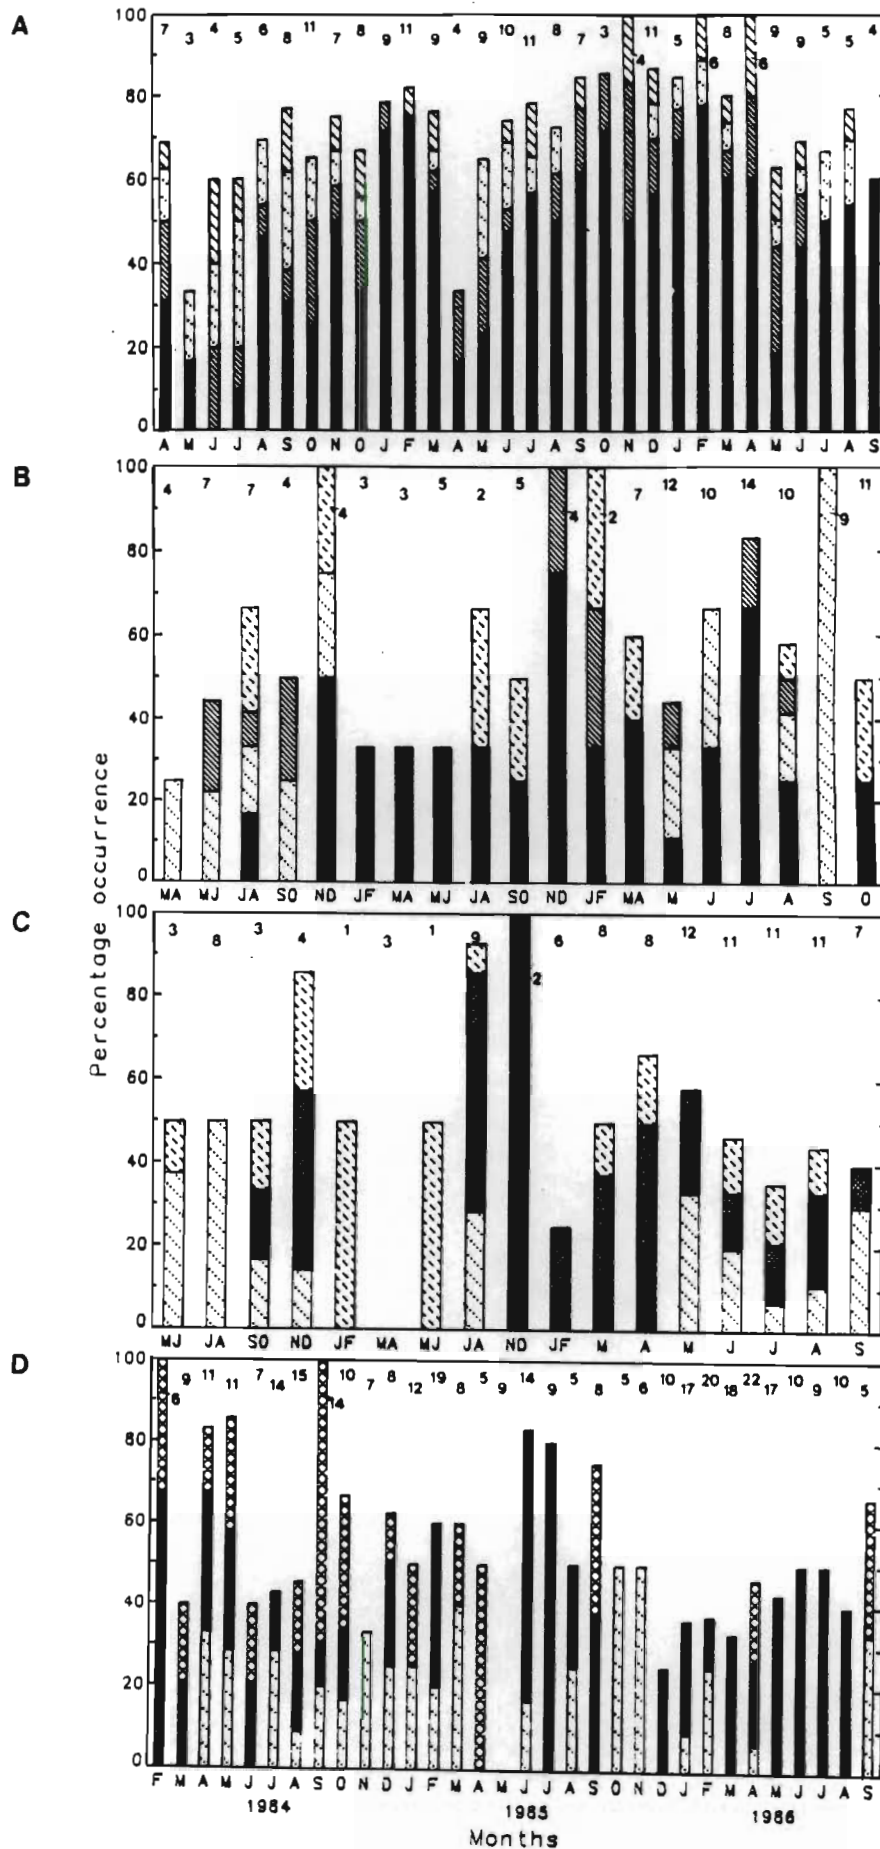 A
100
80
60
40
20
0
7 3 4 5 6 8 11 7 8 9 11 9 4 9 10 11 8 7 3 4 11 5 6 8 6 9 9 5 5 4
A M J J A S O N O J F M A M J J A S O N D J F M A M J J A S
B
100
80
60
40
20
0
4 7 7 4 4 3 3 5 2 5 4 2 7 12 10 14 10 9 11
MA MJ JA SO ND JF MA MJ JA SO ND JF MA M J J A S O
Percentage occurrence
C
100
80
60
40
20
0
3 8 3 4 1 3 1 9 2 6 8 8 12 11 11 11 7
MJ JA SO ND JF MA MJ JA ND JF M A M J J A S
D
100
80
60
40
20
0
6 9 11 11 7 14 15 14 10 7 8 12 19 8 5 9 14 9 5 8 5 6 10 17 20 18 22 17 10 9 10 5
F M A M J J A S O N D J F M A M J J A S O N D J F M A M J J A S
1984 1985 1986
Months